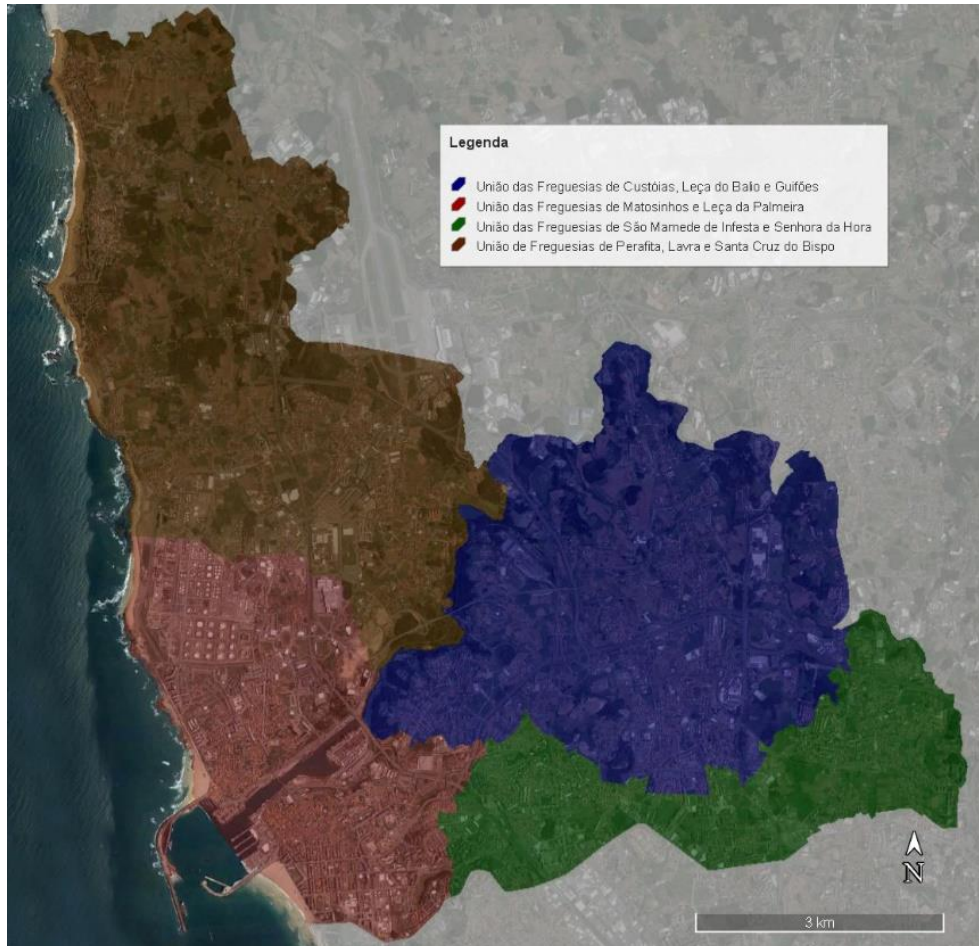 Legenda
União das Freguesias de Custóias, Leça do Balio e Guifões
União das Freguesias de Matosinhos e Leça da Palmeira
União das Freguesias de São Mamede de Infesta e Senhora da Hora
União de Freguesias de Perafita, Lavra e Santa Cruz do Bispo
N
3 km